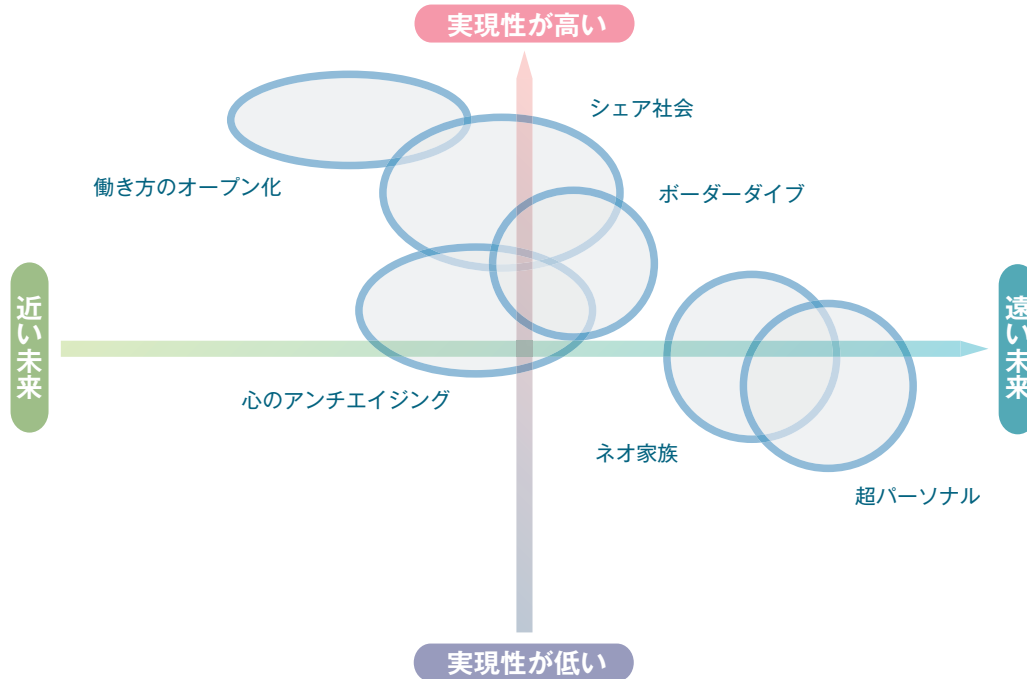 実現性が高い
シェア社会
働き方のオープン化
ボーダーダイブ
近い未来
遠い未来
心のアンチエイジング
ネオ家族
超パーソナル
実現性が低い